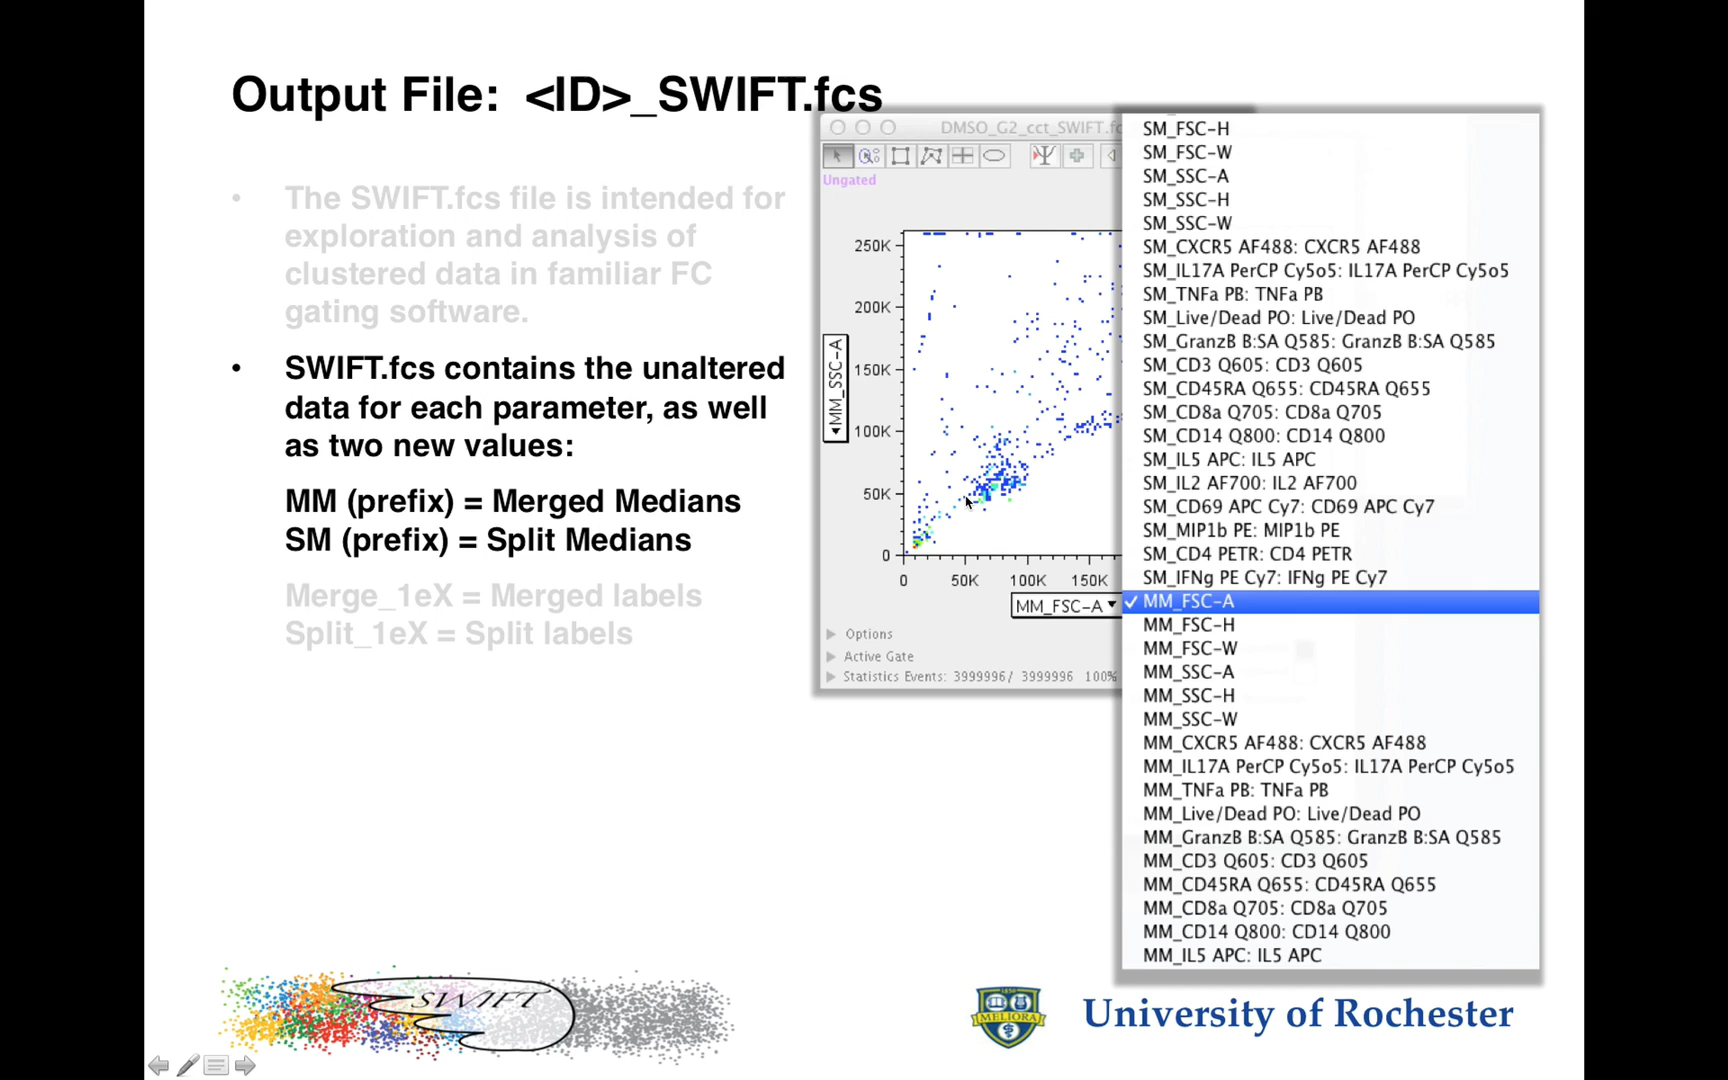 Output File:  <ID>_SWIFT.fcs
• The SWIFT.fcs file is intended for
exploration and analysis of
clustered data in familiar FC
gating software.
• SWIFT.fcs contains the unaltered
data for each parameter, as well
as two new values:
MM (prefix) = Merged Medians
SM (prefix) = Split Medians
Merge_1eX = Merged labels
Split_1eX = Split labels
DMSO_G2_cct_SWIFT.fc
Ungated
250K
200K
150K
100K
50K
0
MM_SSC-A
0 50K 100K 150K
MM_FSC-A
Options
Active Gate
Statistics Events: 3999996/ 3999996 100%
SM_FSC-H
SM_FSC-W
SM_SSC-A
SM_SSC-H
SM_SSC-W
SM_CXCR5 AF488: CXCR5 AF488
SM_IL17A PerCP Cy5o5: IL17A PerCP Cy5o5
SM_TNFa PB: TNFa PB
SM_Live/Dead PO: Live/Dead PO
SM_GranzB B:SA Q585: GranzB B:SA Q585
SM_CD3 Q605: CD3 Q605
SM_CD45RA Q655: CD45RA Q655
SM_CD8a Q705: CD8a Q705
SM_CD14 Q800: CD14 Q800
SM_IL5 APC: IL5 APC
SM_IL2 AF700: IL2 AF700
SM_CD69 APC Cy7: CD69 APC Cy7
SM_MIP1b PE: MIP1b PE
SM_CD4 PETR: CD4 PETR
SM_IFNg PE Cy7: IFNg PE Cy7
✓ MM_FSC-A
MM_FSC-H
MM_FSC-W
MM_SSC-A
MM_SSC-H
MM_SSC-W
MM_CXCR5 AF488: CXCR5 AF488
MM_IL17A PerCP Cy5o5: IL17A PerCP Cy5o5
MM_TNFa PB: TNFa PB
MM_Live/Dead PO: Live/Dead PO
MM_GranzB B:SA Q585: GranzB B:SA Q585
MM_CD3 Q605: CD3 Q605
MM_CD45RA Q655: CD45RA Q655
MM_CD8a Q705: CD8a Q705
MM_CD14 Q800: CD14 Q800
MM_IL5 APC: IL5 APC
SWIFT
MELIORA
University of Rochester